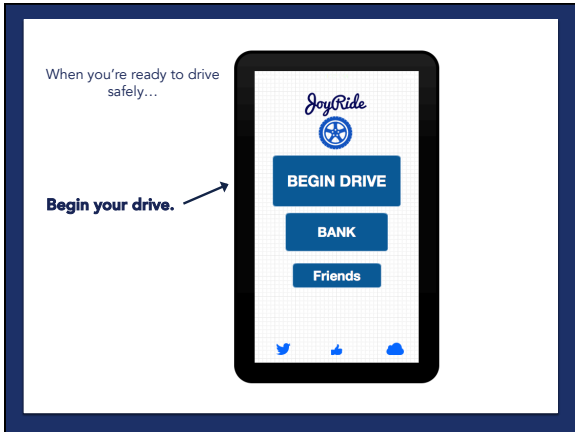 When you're ready to drive
safely…
Begin your drive.
JoyRide
BEGIN DRIVE
BANK
Friends